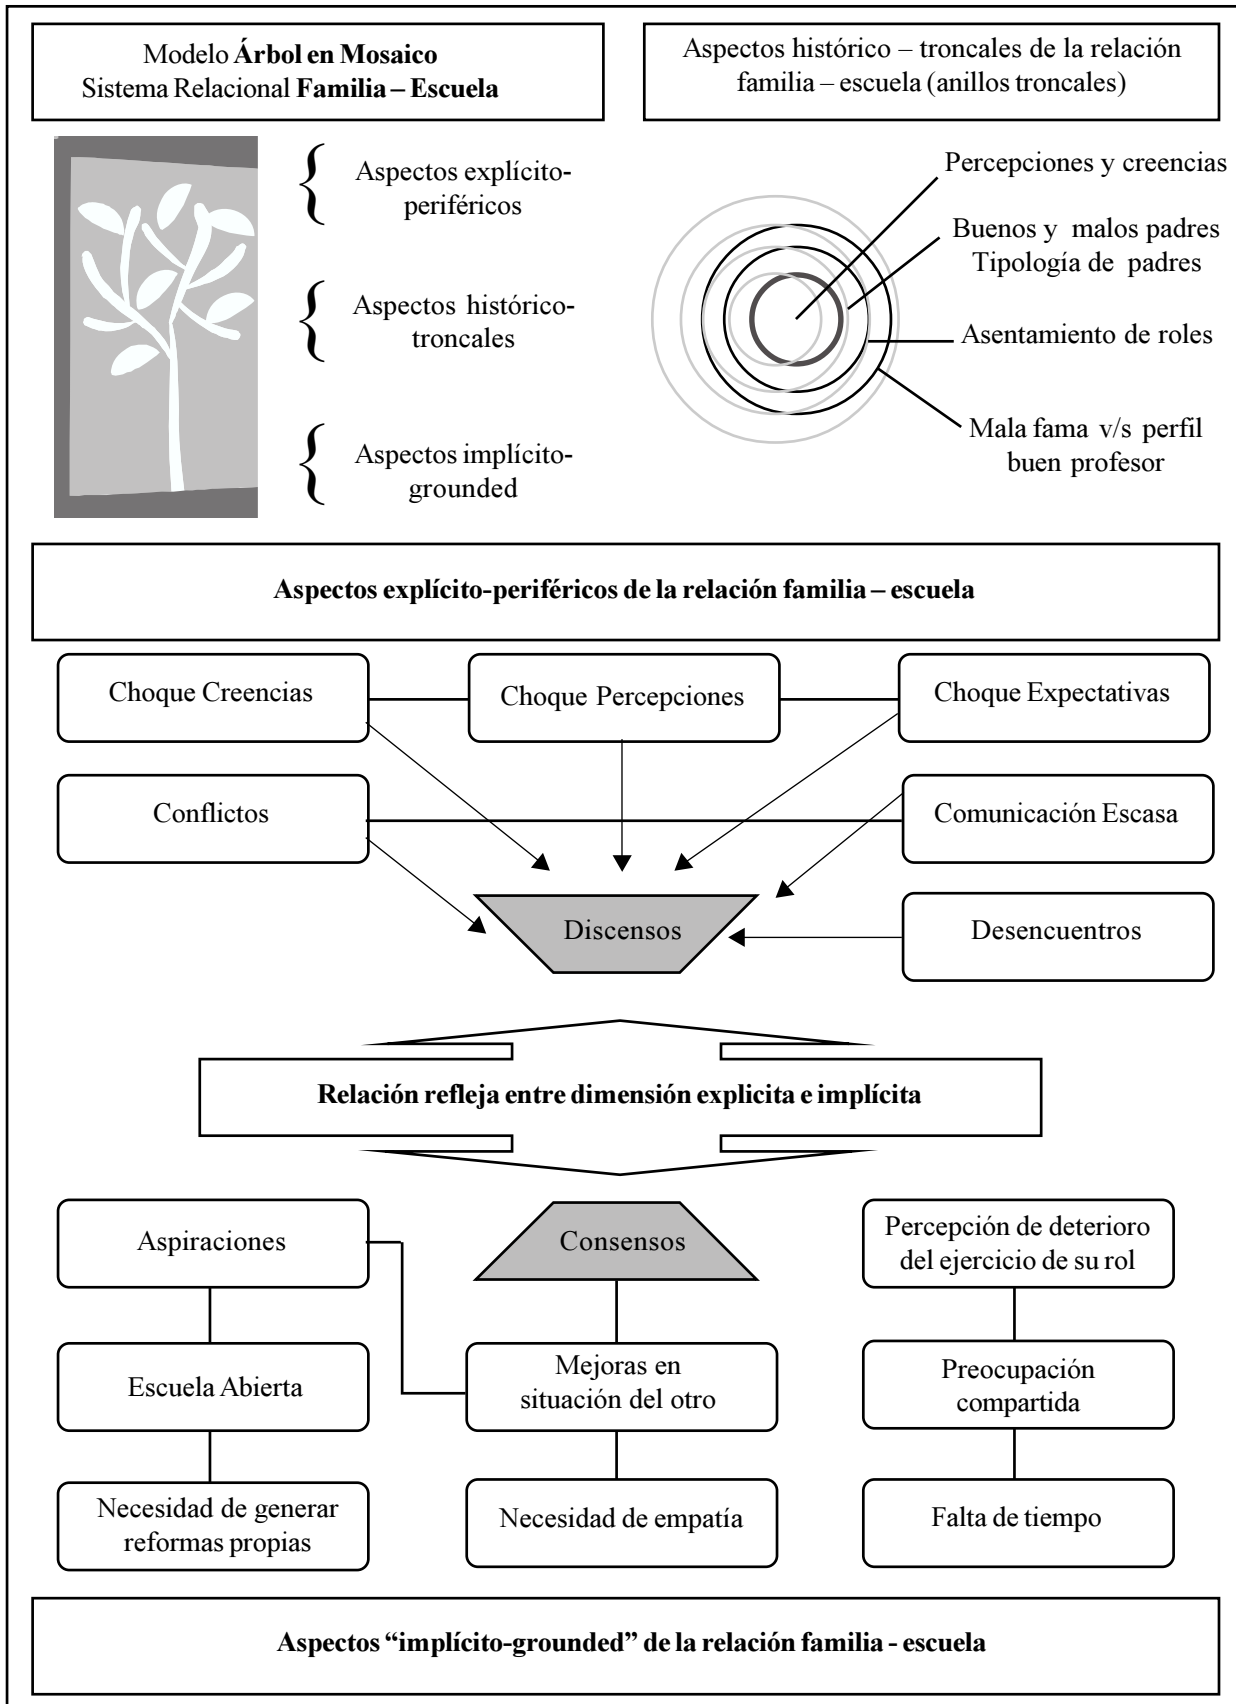 Modelo Árbol en Mosaico
Sistema Relacional Familia – Escuela
Aspectos histórico – troncales de la relación
familia – escuela (anillos troncales)
Aspectos explícito-
periféricos
Aspectos histórico-
troncales
Aspectos implícito-
grounded
Percepciones y creencias
Buenos y malos padres
Tipología de padres
Asentamiento de roles
Mala fama v/s perfil
buen profesor
Aspectos explícito-periféricos de la relación familia – escuela
Choque Creencias
Choque Percepciones
Choque Expectativas
Conflictos
Comunicación Escasa
Discensos
Desencuentros
Relación refleja entre dimensión explicita e implícita
Aspiraciones
Consensos
Percepción de deterioro
del ejercicio de su rol
Escuela Abierta
Mejoras en
situación del otro
Preocupación
compartida
Necesidad de generar
reformas propias
Necesidad de empatía
Falta de tiempo
Aspectos “implícito-grounded” de la relación familia - escuela